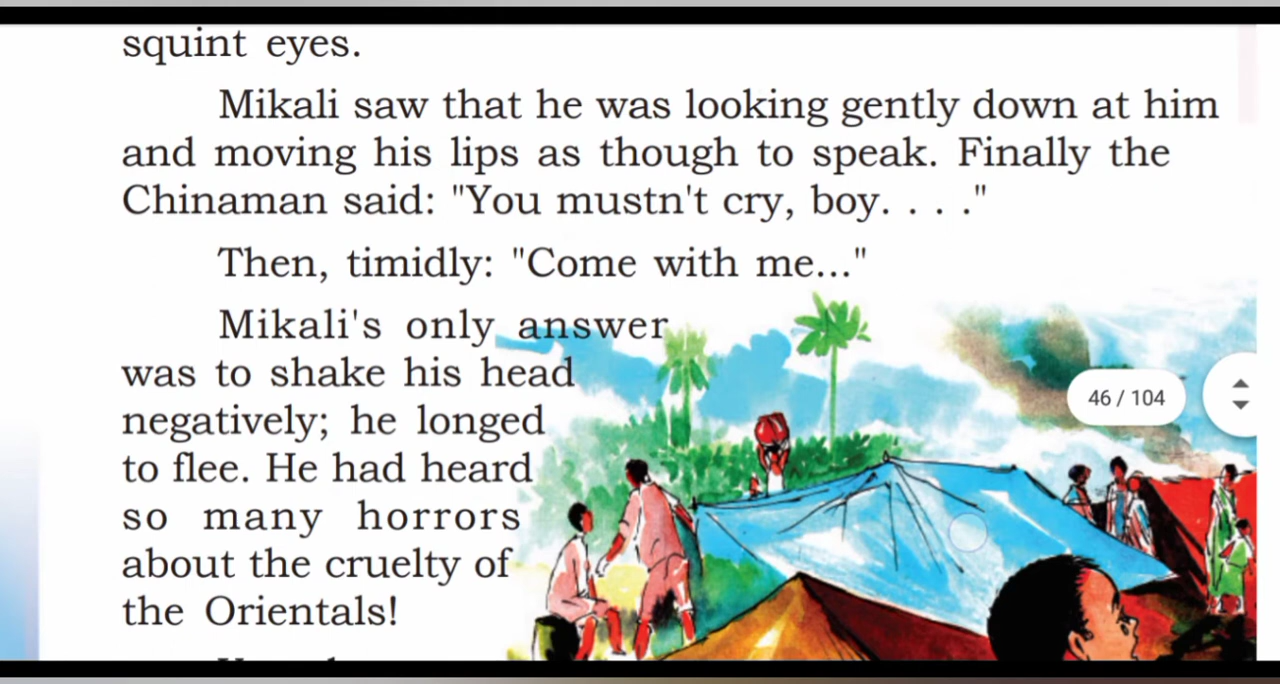 squint eyes.
Mikali saw that he was looking gently down at him
and moving his lips as though to speak. Finally the
Chinaman said: "You mustn't cry, boy. . . ."
Then, timidly: "Come with me..."
Mikali's only answer
was to shake his head
negatively; he longed
to flee. He had heard
so many horrors
about the cruelty of
the Orientals!
46 / 104